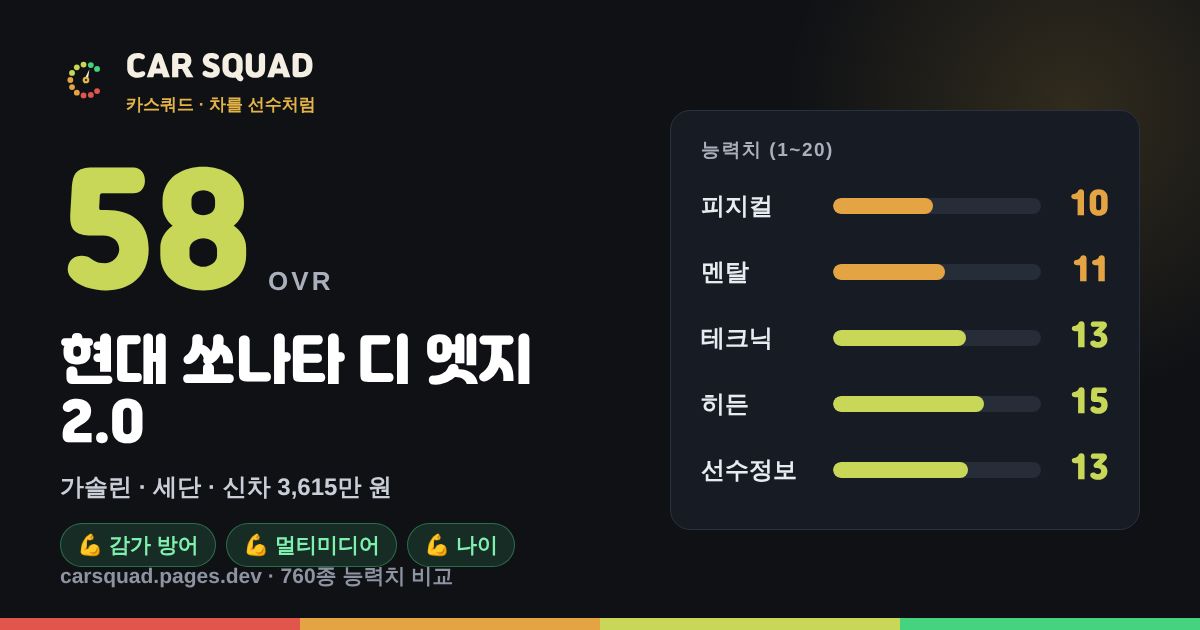 CAR SQUAD
카스쿼드 · 차를 선수처럼
58 OVR
현대 쏘나타 디 엣지
2.0
가솔린 · 세단 · 신차 3,615만 원
💪 감가 방어 💪 멀티미디어 💪 나이
carsquad.pages.dev · 760종 능력치 비교
능력치 (1~20)
피지컬 10
멘탈 11
테크닉 13
히든 15
선수정보 13